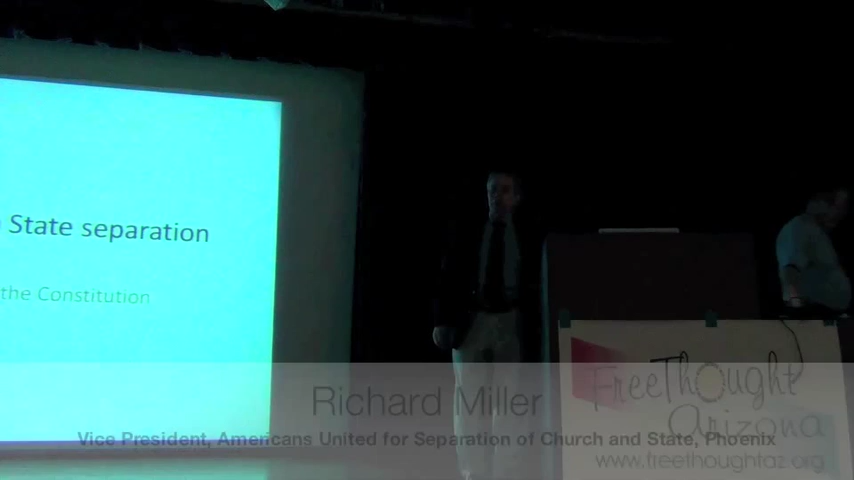 State separation
the Constitution
Richard Miller
Vice President, Americans United for Separation of Church and State, Phoenix
FreeThought
Arizona
www.freethoughtaz.org